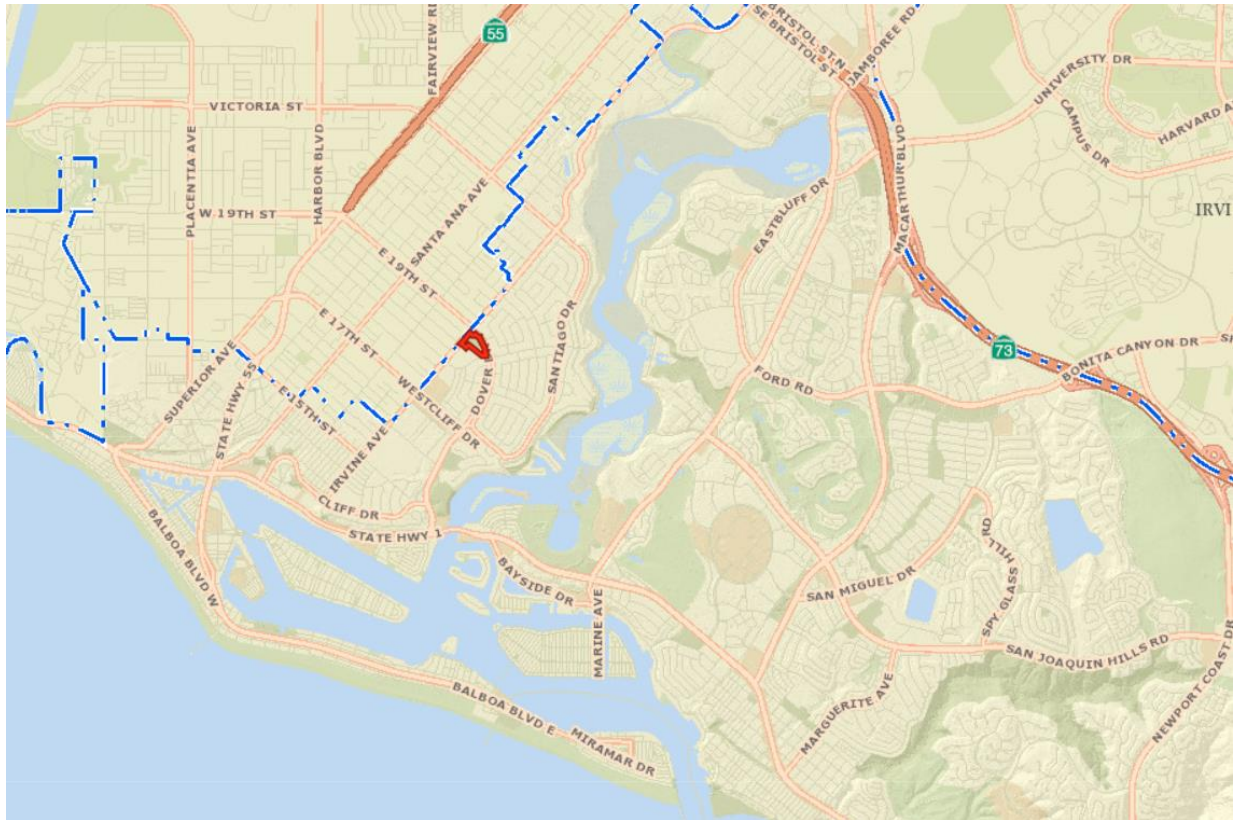 55
FAIRVIEW RD
BRISTOL ST N
SE BRISTOL ST
JAMBOREE RD
UNIVERSITY DR
CAMPUS DR
HARVARD A
VICTORIA ST
PLACENTIA AVE
HARBOR BLVD
SANTA ANA AVE
MACARTHUR BLVD
EASTBLUFF DR
W 19TH ST
E 19TH ST
IRVI
E 17TH ST
SANTIAGO DR
73
BONITA CANYON DR
SH
SUPERIOR AVE
STATE HWY 55
E 15TH ST
WESTCLIFF DR
DOVER
FORD RD
IRVINE AVE
CLIFF DR
STATE HWY 1
BALBOA BLVD W
BAYSIDE DR
MARINE AVE
SAN MIGUEL DR
SPY GLASS HILL RD
SAN JOAQUIN HILLS RD
NEWPORT COAST DR
MARGUERITE AVE
BALBOA BLVD E
MIRAMAR DR